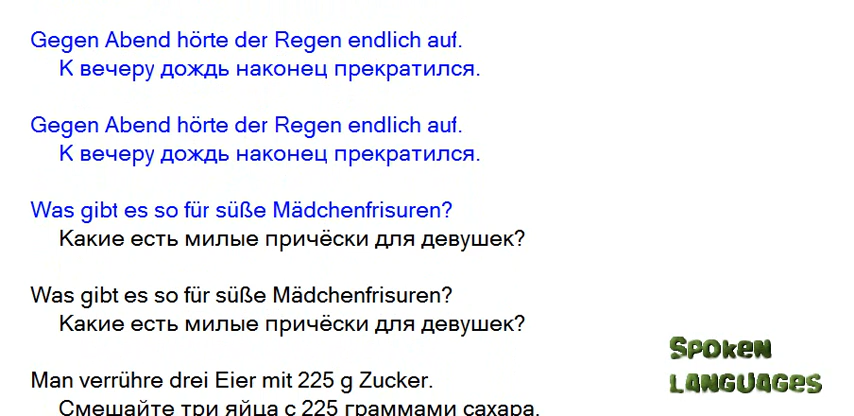 Gegen Abend hörte der Regen endlich auf.
К вечеру дождь наконец прекратился.
Gegen Abend hörte der Regen endlich auf.
К вечеру дождь наконец прекратился.
Was gibt es so für süße Mädchenfrisuren?
Какие есть милые причёски для девушек?
Was gibt es so für süße Mädchenfrisuren?
Какие есть милые причёски для девушек?
Man verrühre drei Eier mit 225 g Zucker.
Смешайте три яйца с 225 граммами сахара.
Spoken
Languages